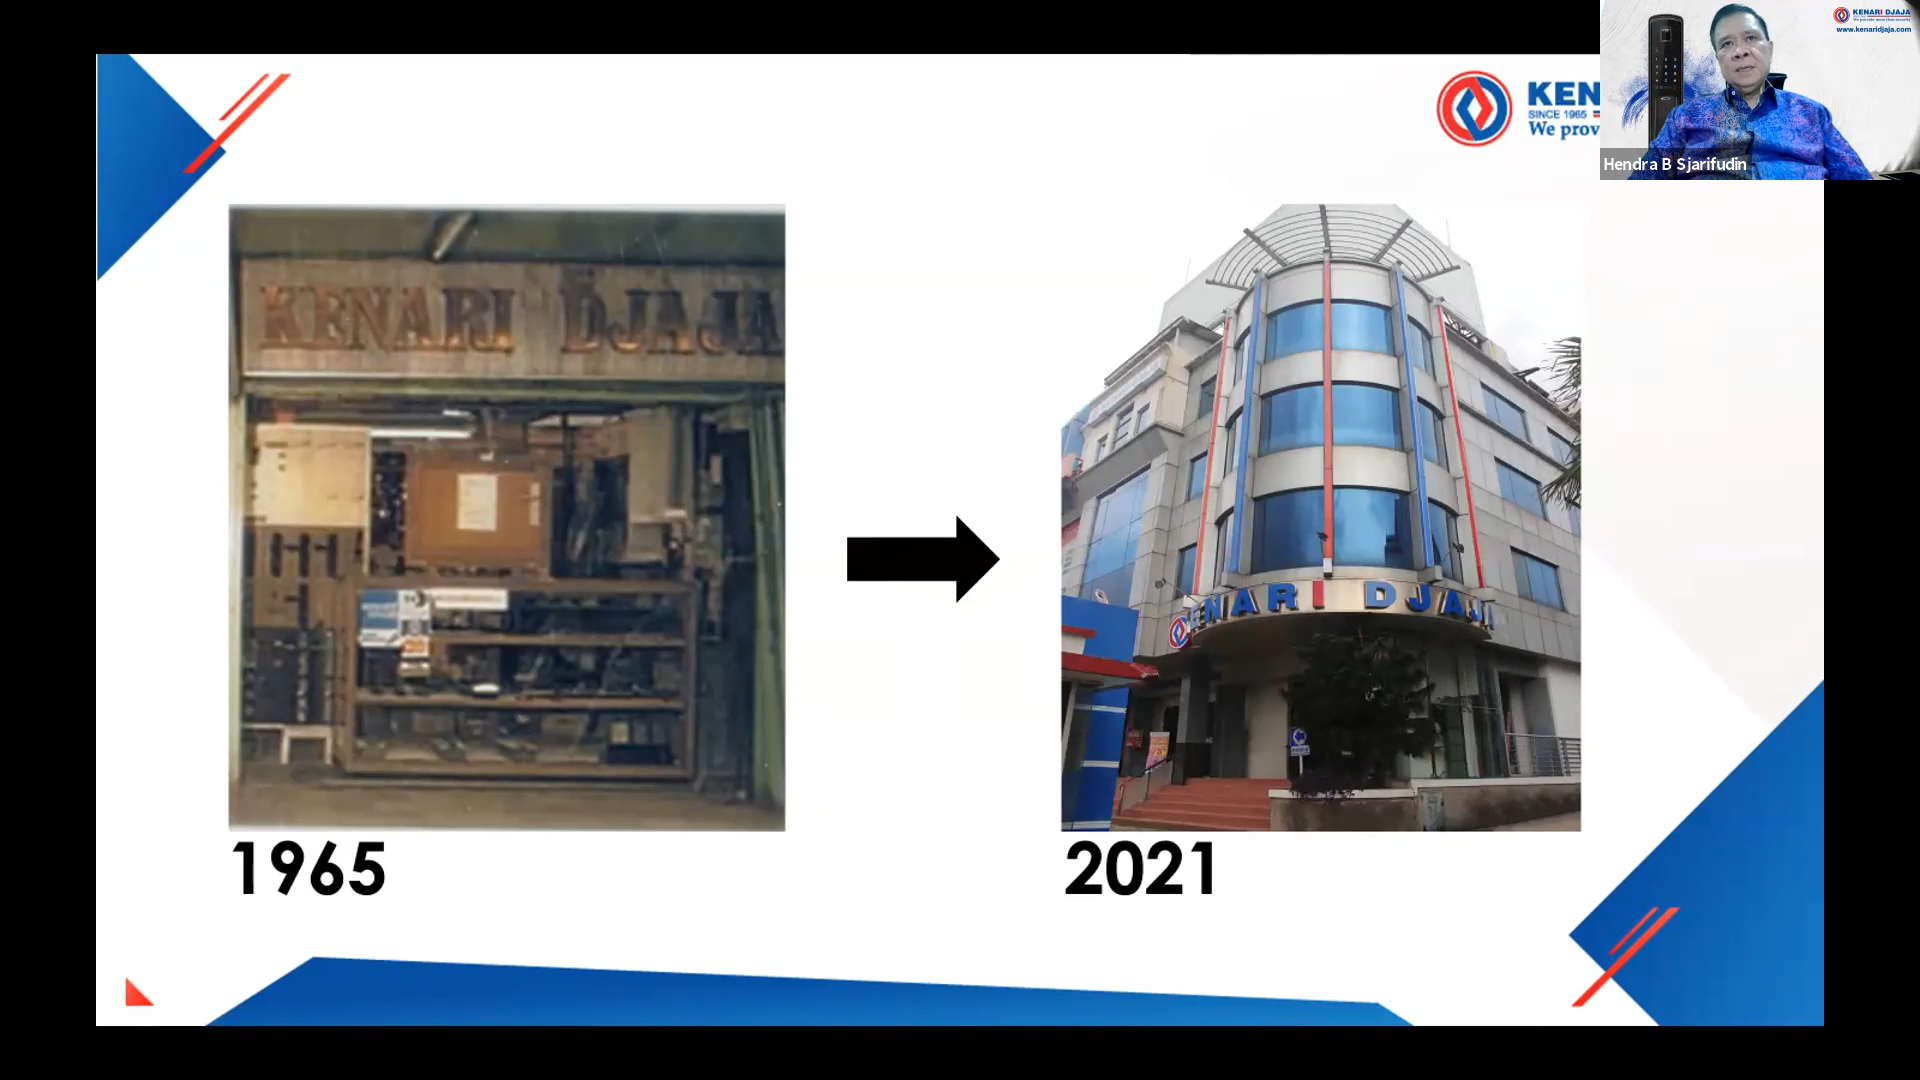 KENARI DJAJA
www.kenaridjaja.com
Hendra B Sjarifudin
KEN
SINCE 1965
We prov
KENARI DJAJA
KENARI DJAJA
1965
2021